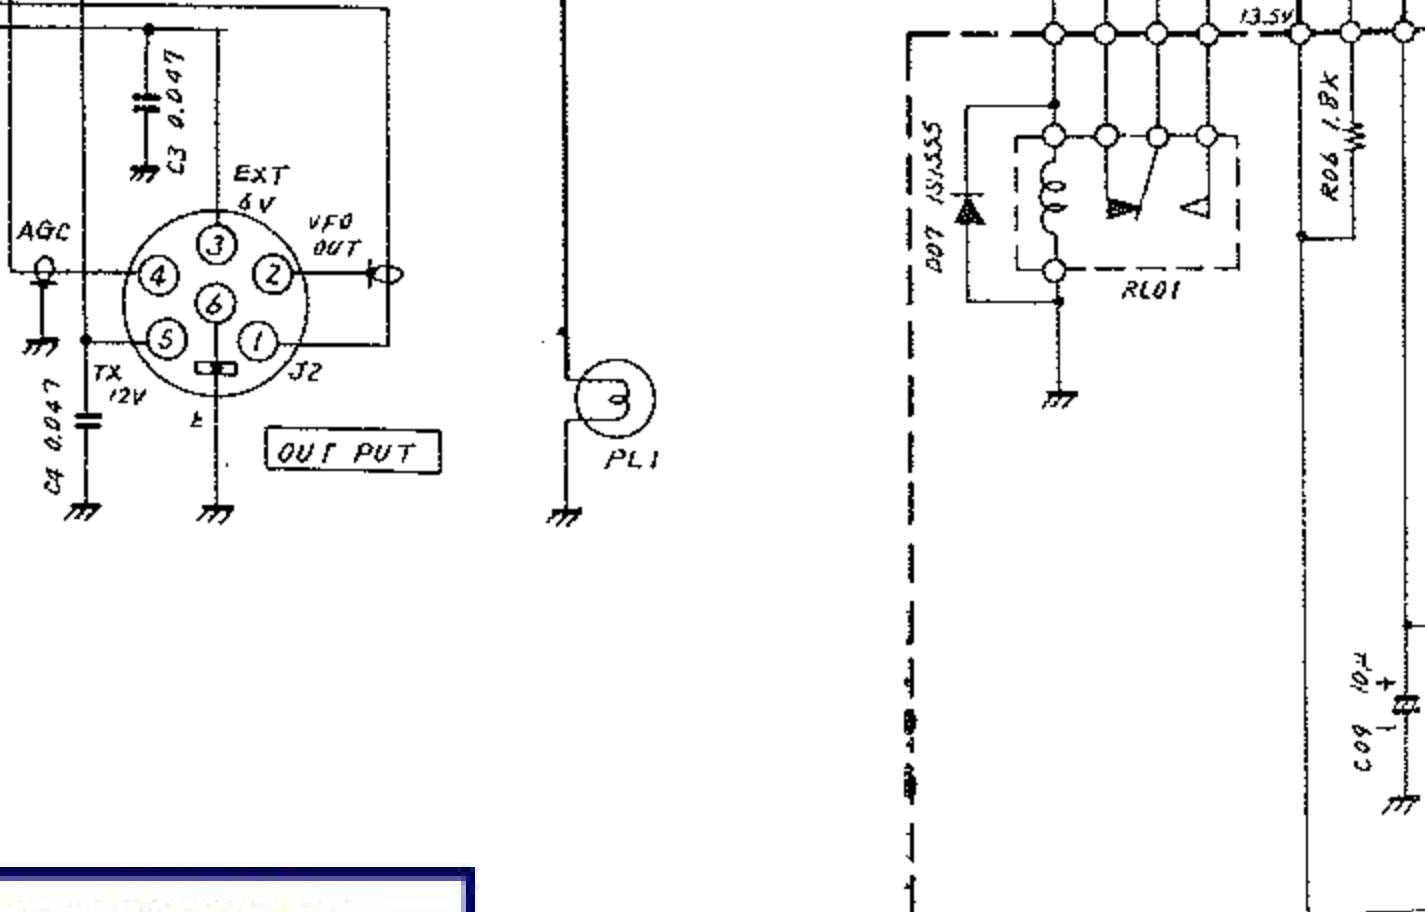 13.5V
C3 0.047
R06 1.8K
D07 1S1555
EXT
6V
VFO
OUT
AGC
3
4
2
6
5
1
RL01
J2
TX
12V
C4 0.047
E
OUT PUT
PL1
C09 10μ
+
-